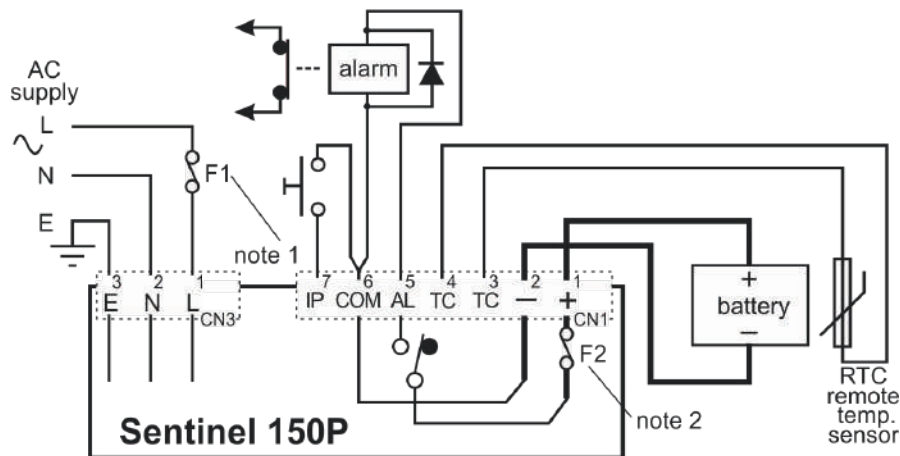 AC
supply
L
N
E
F1
note 1
alarm
3 2 1
E N L
CN3
7 6 5 4 3 2 1
IP COM AL TC TC − +
CN1
F2
note 2
+
battery
−
RTC
remote
temp.
sensor
Sentinel 150P